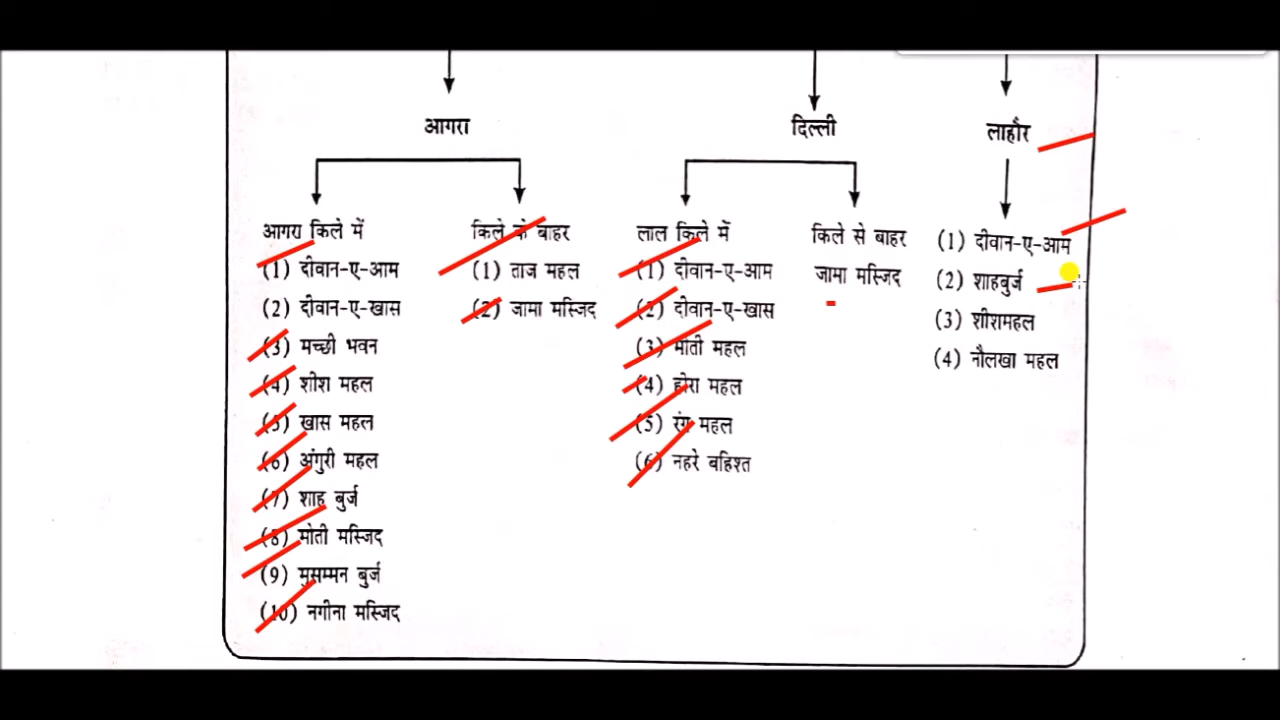 आगरा
दिल्ली
लाहौर
आगरा किले में
(1) दीवान-ए-आम
(2) दीवान-ए-खास
(3) मच्छी भवन
(4) शीश महल
(5) खास महल
(6) अंगुरी महल
(7) शाह बुर्ज
(8) मोती मस्जिद
(9) मुसम्मन बुर्ज
(10) नगीना मस्जिद
किले के बाहर
(1) ताज महल
(2) जामा मस्जिद
लाल किले में
(1) दीवान-ए-आम
(2) दीवान-ए-खास
(3) मोती महल
(4) हीरा महल
(5) रंग महल
(6) नहरे बहिश्त
किले से बाहर
जामा मस्जिद
(1) दीवान-ए-आम
(2) शाहबुर्ज
(3) शीशमहल
(4) नौलखा महल